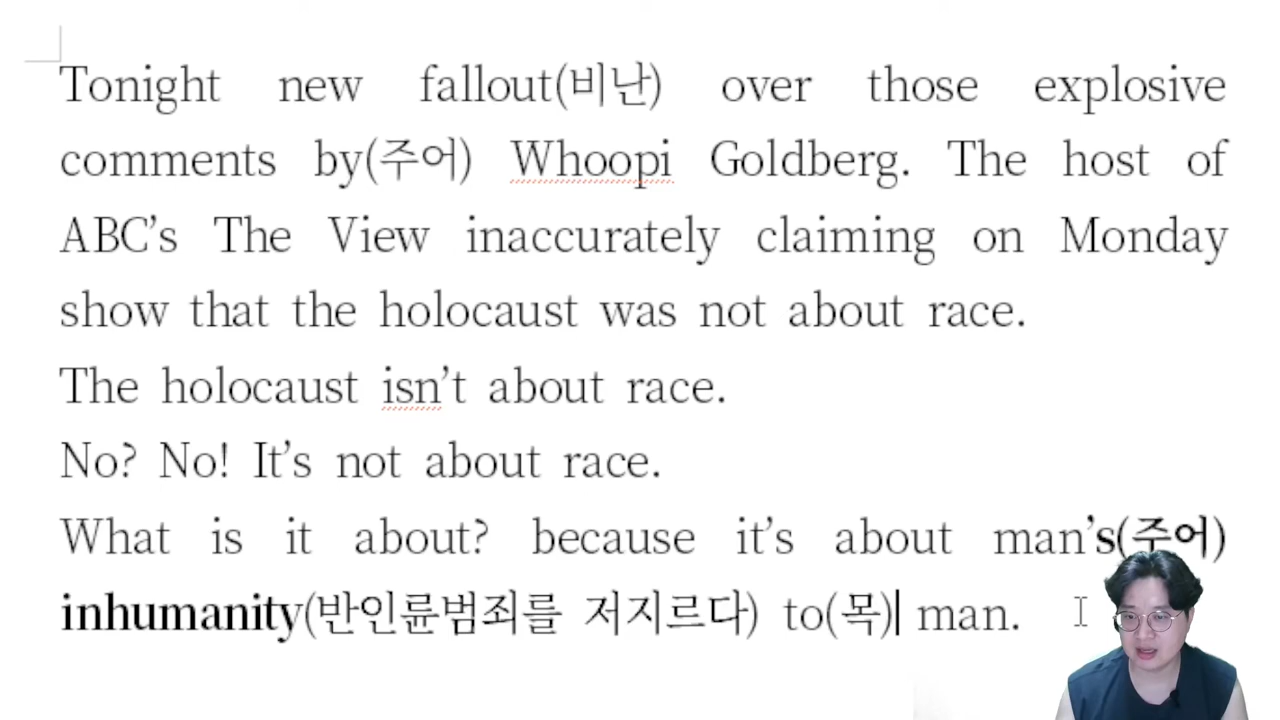 Tonight new fallout(비난) over those explosive
comments by(주어) Whoopi Goldberg. The host of
ABC’s The View inaccurately claiming on Monday
show that the holocaust was not about race.
The holocaust isn’t about race.
No? No! It’s not about race.
What is it about? because it’s about man’s(주어)
inhumanity(반인륜범죄를 저지르다) to(목) man.